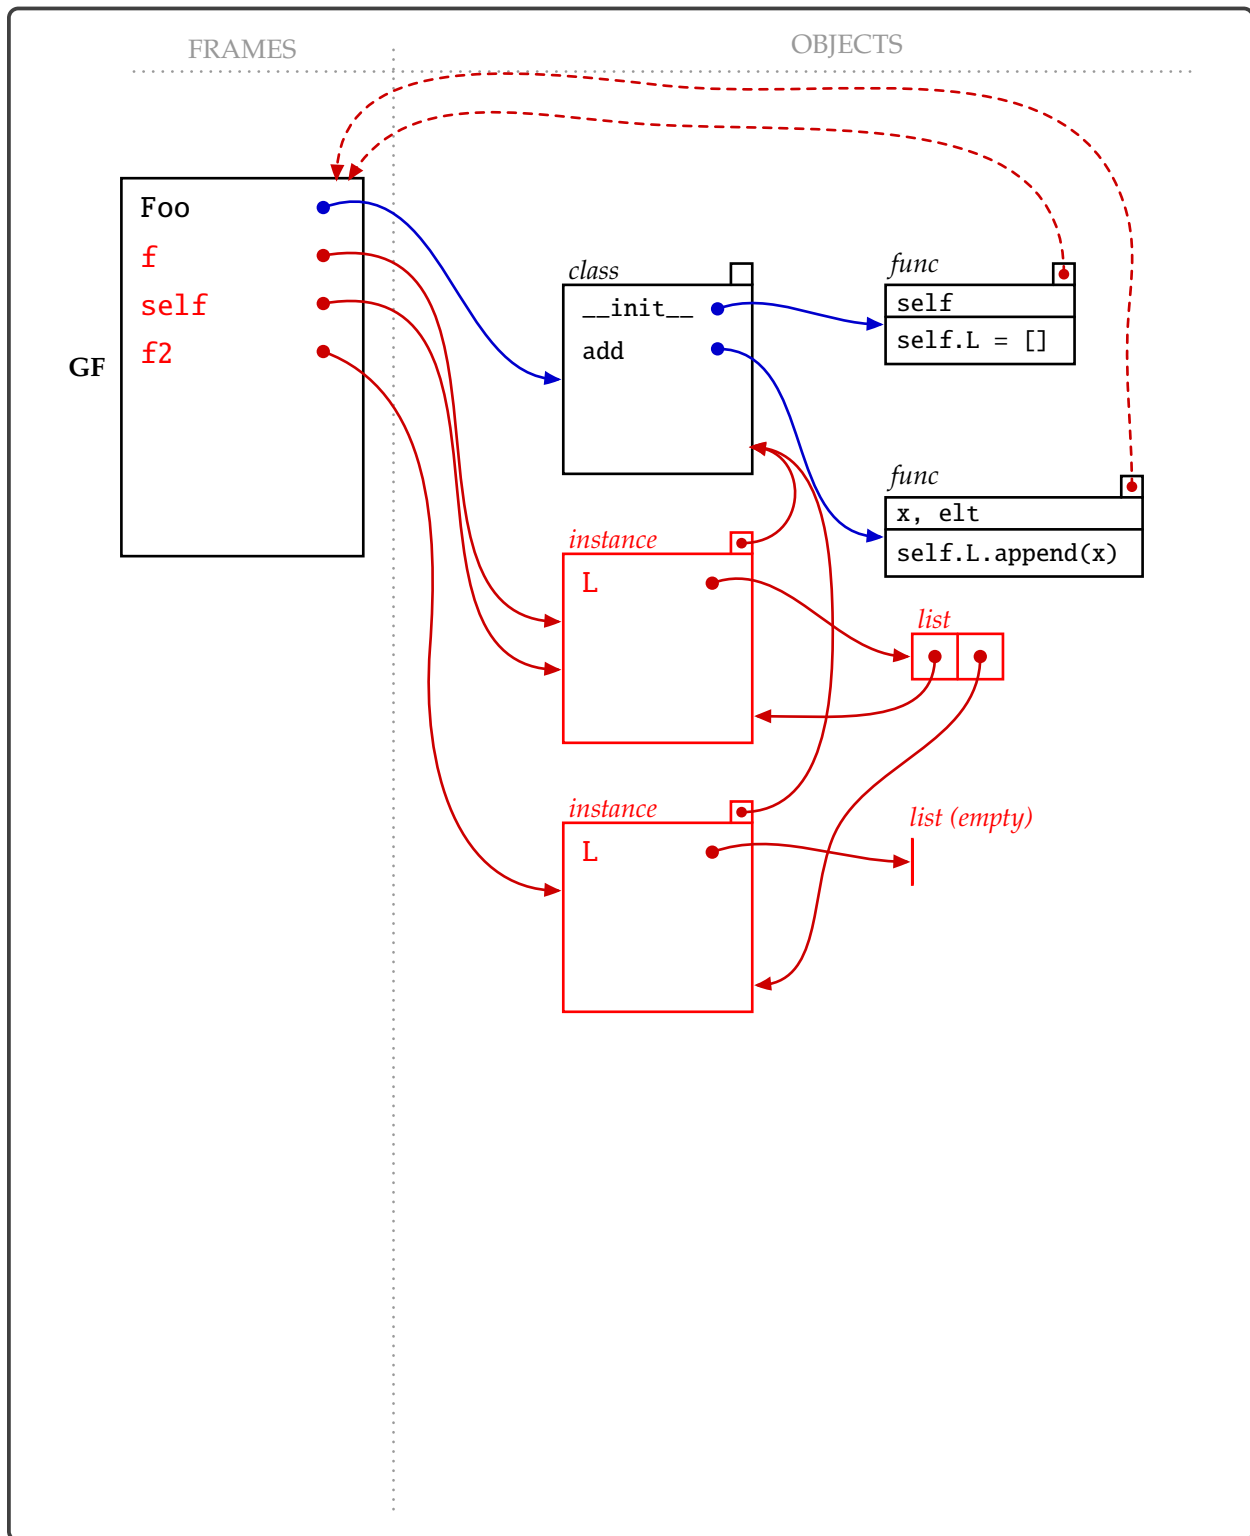 FRAMES
OBJECTS
GF
Foo
f
self
f2
class
__init__
add
func
self
self.L = []
func
x, elt
self.L.append(x)
instance
L
list
instance
L
list (empty)